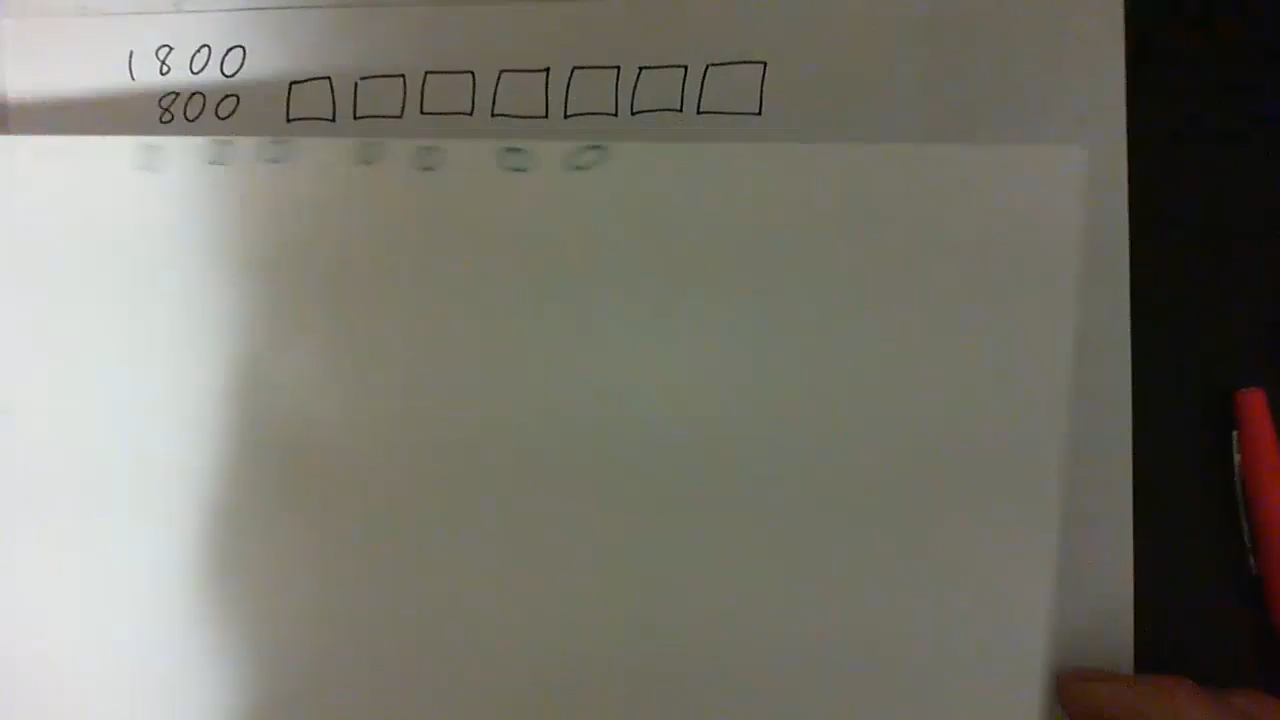 1800
800 □ □ □ □ □ □ □